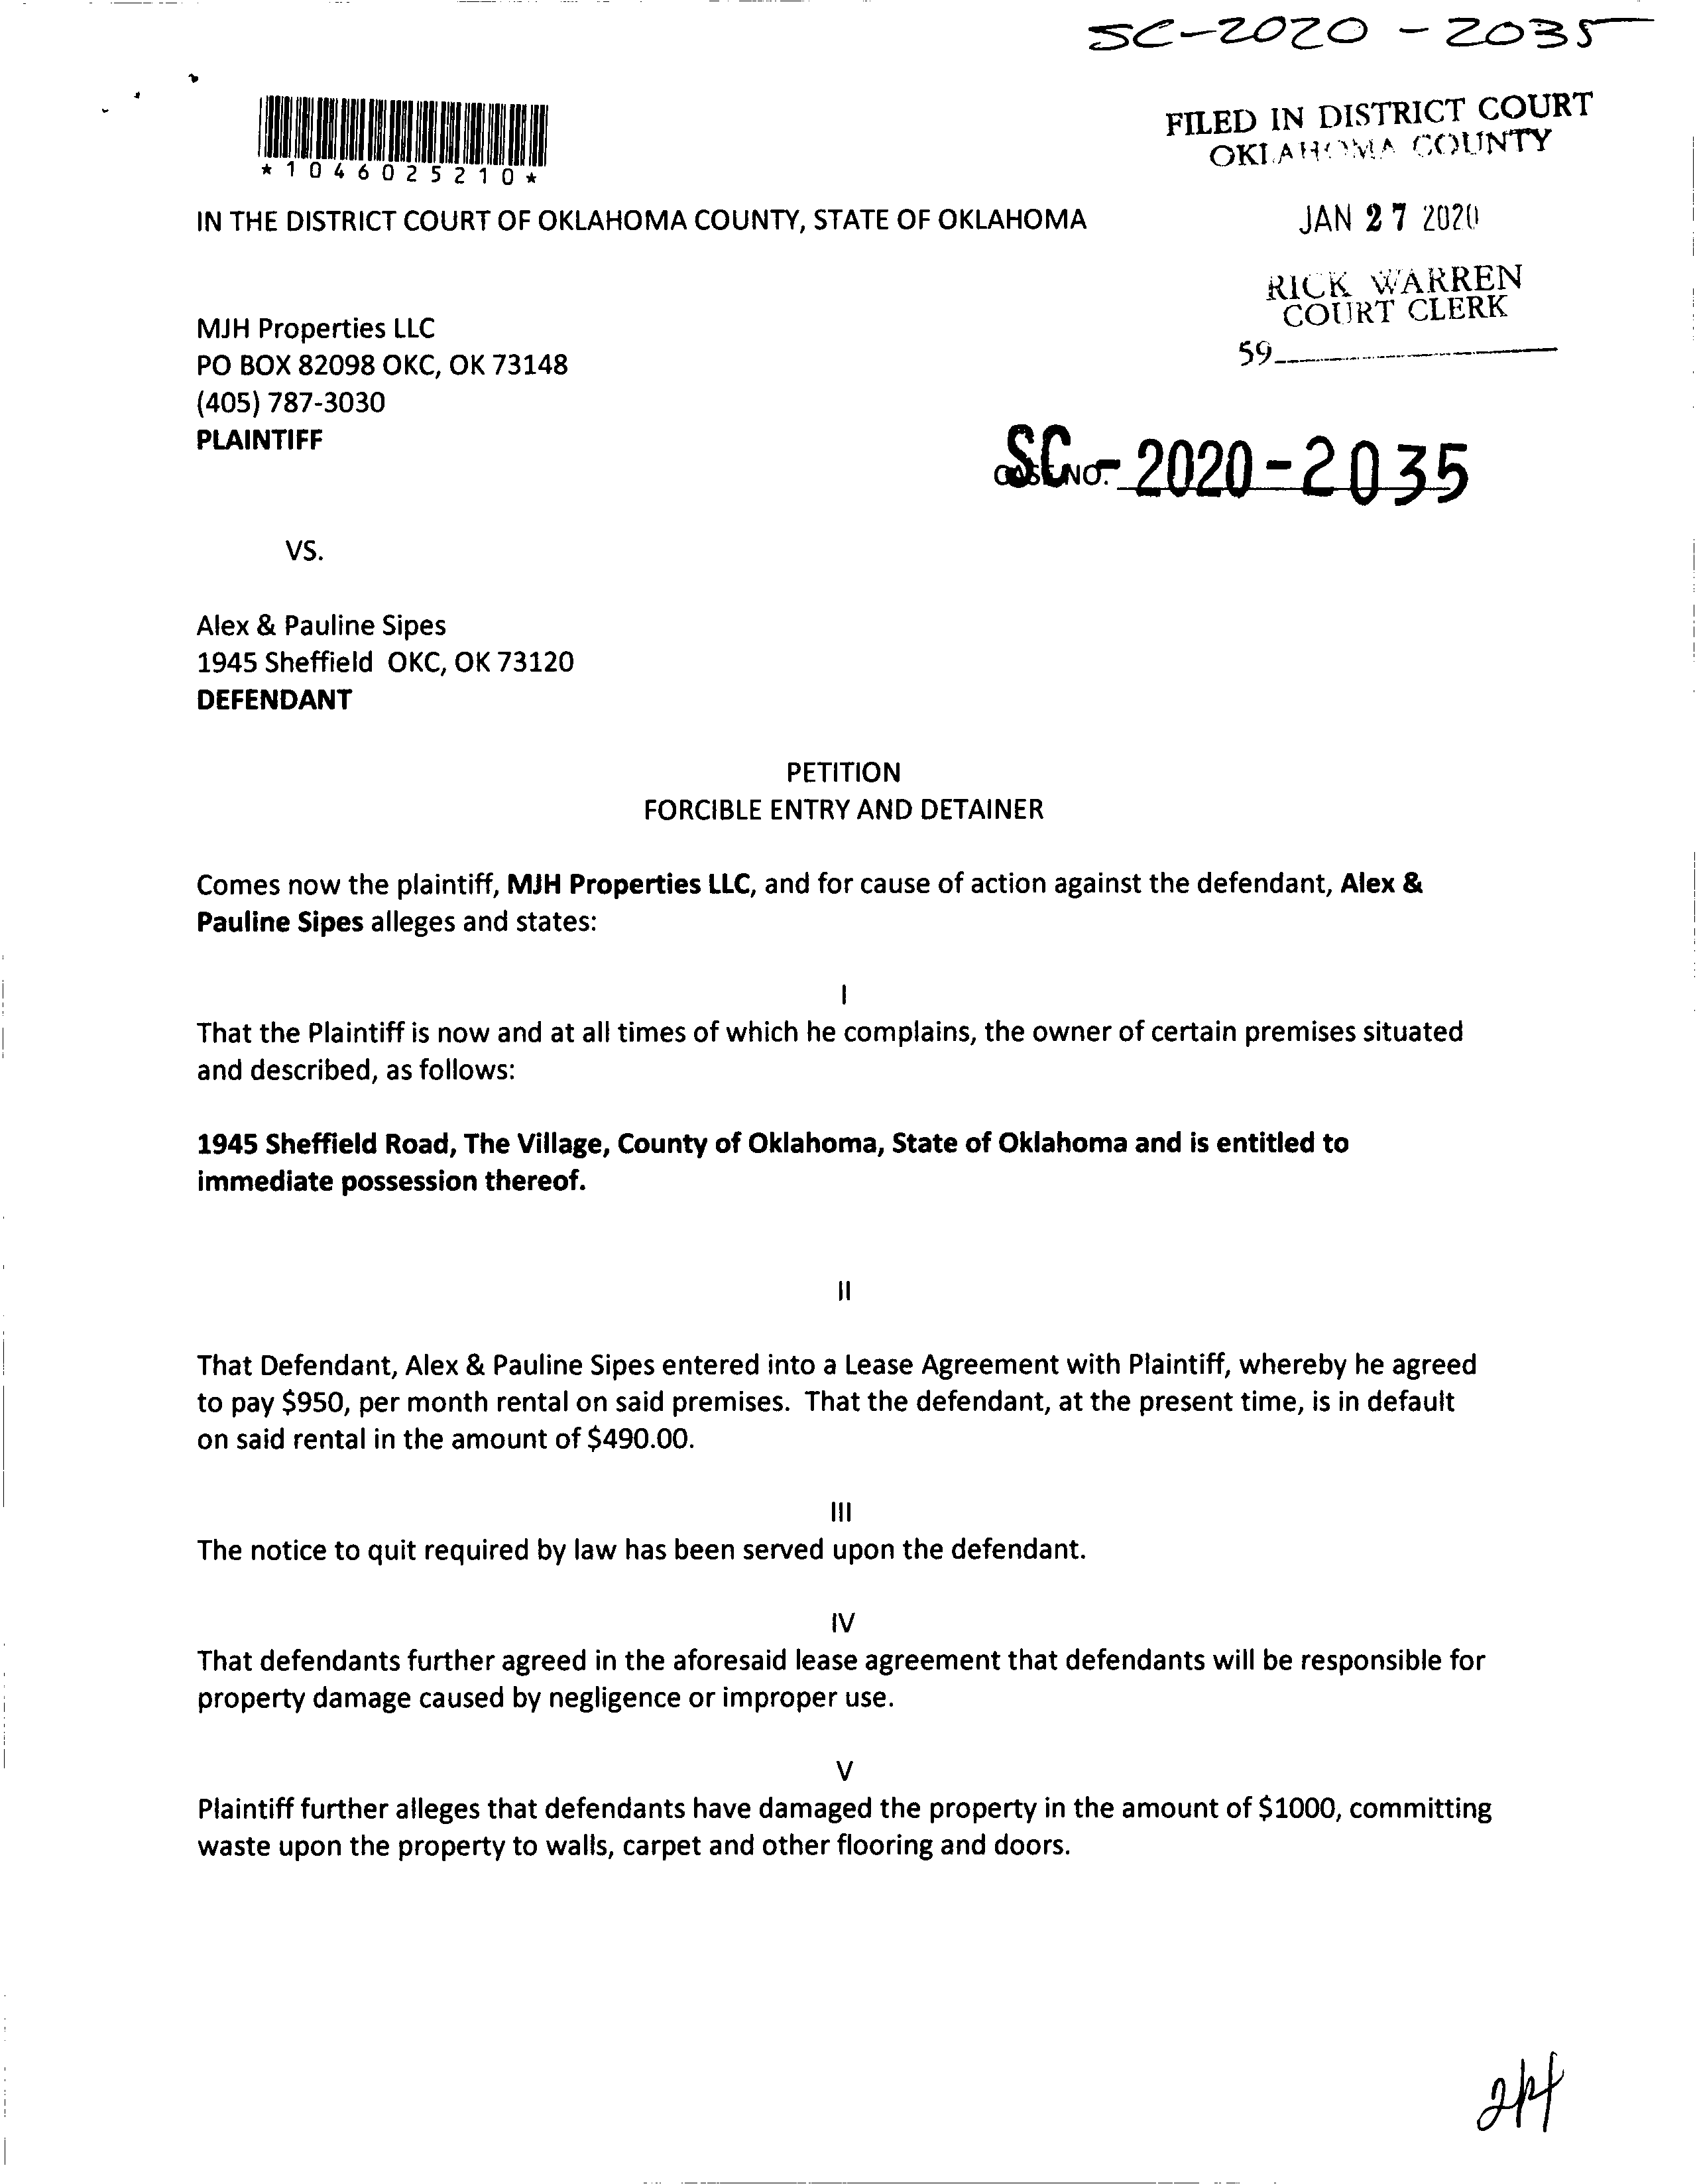 SC-2020-2035
*1046025210*
FILED IN DISTRICT COURT
OKLAHOMA COUNTY
IN THE DISTRICT COURT OF OKLAHOMA COUNTY, STATE OF OKLAHOMA
JAN 27 2020
RICK WARREN
COURT CLERK
59
MJH Properties LLC
PO BOX 82098 OKC, OK 73148
(405) 787-3030
PLAINTIFF
SC-2020-2035
VS.
Alex & Pauline Sipes
1945 Sheffield OKC, OK 73120
DEFENDANT
PETITION
FORCIBLE ENTRY AND DETAINER
Comes now the plaintiff, MJH Properties LLC, and for cause of action against the defendant, Alex &
Pauline Sipes alleges and states:
I
That the Plaintiff is now and at all times of which he complains, the owner of certain premises situated
and described, as follows:
1945 Sheffield Road, The Village, County of Oklahoma, State of Oklahoma and is entitled to
immediate possession thereof.
II
That Defendant, Alex & Pauline Sipes entered into a Lease Agreement with Plaintiff, whereby he agreed
to pay $950, per month rental on said premises. That the defendant, at the present time, is in default
on said rental in the amount of $490.00.
III
The notice to quit required by law has been served upon the defendant.
IV
That defendants further agreed in the aforesaid lease agreement that defendants will be responsible for
property damage caused by negligence or improper use.
V
Plaintiff further alleges that defendants have damaged the property in the amount of $1000, committing
waste upon the property to walls, carpet and other flooring and doors.